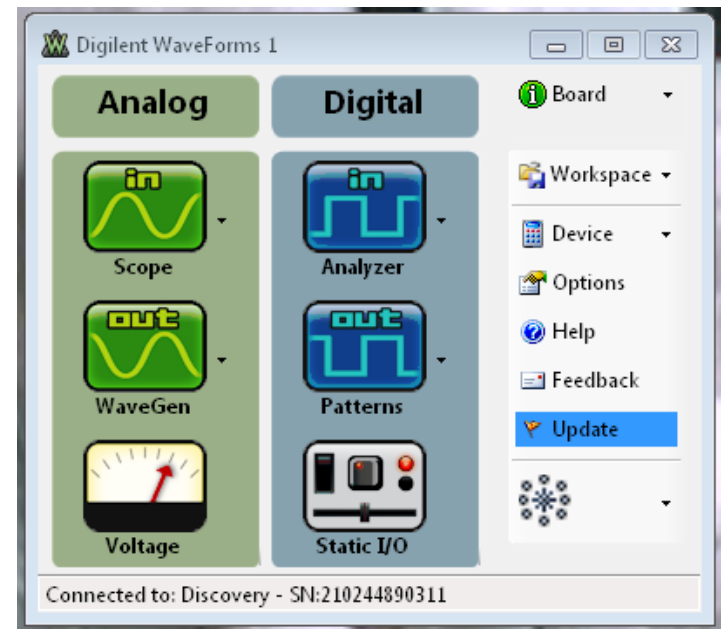 Digilent WaveForms 1
Analog
Digital
Board
in
in
Workspace
Scope
Analyzer
Device
Options
out
out
Help
WaveGen
Patterns
Feedback
Update
Voltage
Static I/O
Connected to: Discovery - SN:210244890311